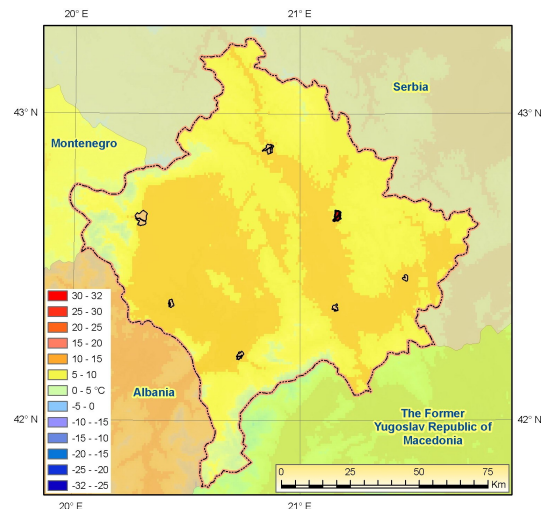 20° E
21° E
Serbia
43° N
43° N
Montenegro
30 - 32
25 - 30
20 - 25
15 - 20
10 - 15
5 - 10
0 - 5 °C
-5 - 0
-10 - -5
-15 - -10
-20 - -15
-25 - -20
-32 - -25
Albania
42° N
42° N
The Former
Yugoslav Republic of
Macedonia
0 25 50 75
Km
20° E
21° E